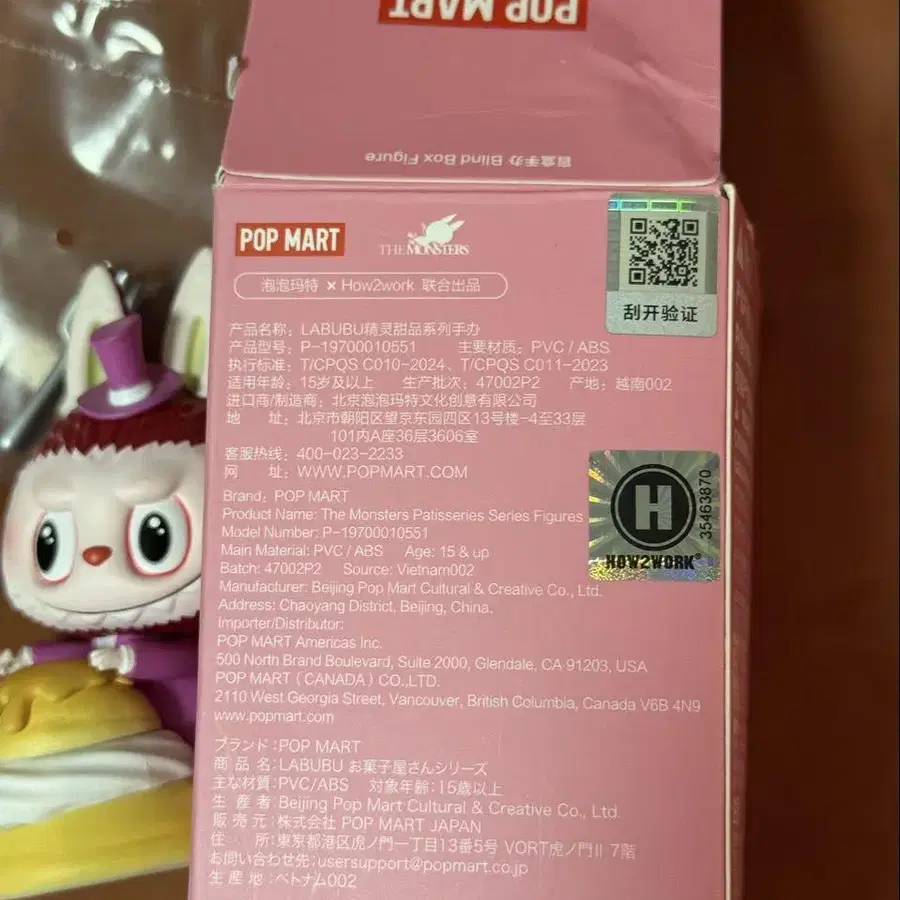 POP MART
盲盒手办 Blind Box Figure
POP MART
THE MONSTERS
泡泡玛特 × How2work 联合出品
刮开验证
产品名称：LABUBU精灵甜品系列手办
产品型号：P-19700010551 主要材质：PVC / ABS
执行标准：T/CPQS C010-2024、T/CPQS C011-2023
适用年龄：15岁及以上 生产批次：47002P2 产地：越南002
进口商/制造商：北京泡泡玛特文化创意有限公司
地 址：北京市朝阳区望京东园四区13号楼-4至33层
101内A座36层3606室
客服热线：400-023-2233
网 址：WWW.POPMART.COM
H
35463870
HOW2WORK®
Brand: POP MART
Product Name: The Monsters Patisseries Series Figures
Model Number: P-19700010551
Main Material: PVC / ABS Age: 15 & up
Batch: 47002P2 Source: Vietnam002
Manufacturer: Beijing Pop Mart Cultural & Creative Co., Ltd.
Address: Chaoyang District, Beijing, China.
Importer/Distributor:
POP MART Americas Inc.
500 North Brand Boulevard, Suite 2000, Glendale, CA 91203, USA
POP MART (CANADA) CO.,LTD.
2110 West Georgia Street, Vancouver, British Columbia, Canada V6B 4N9
www.popmart.com
ブランド：POP MART
商 品 名：LABUBU お菓子屋さんシリーズ
主な材質：PVC/ABS 対象年齢：15歳以上
生 産 者：Beijing Pop Mart Cultural & Creative Co., Ltd.
販 売 元：株式会社 POP MART JAPAN
住 所：東京都港区虎ノ門一丁目13番5号 VORT虎ノ門II 7階
お問い合わせ先：usersupport@popmart.co.jp
生 産 地：ベトナム002